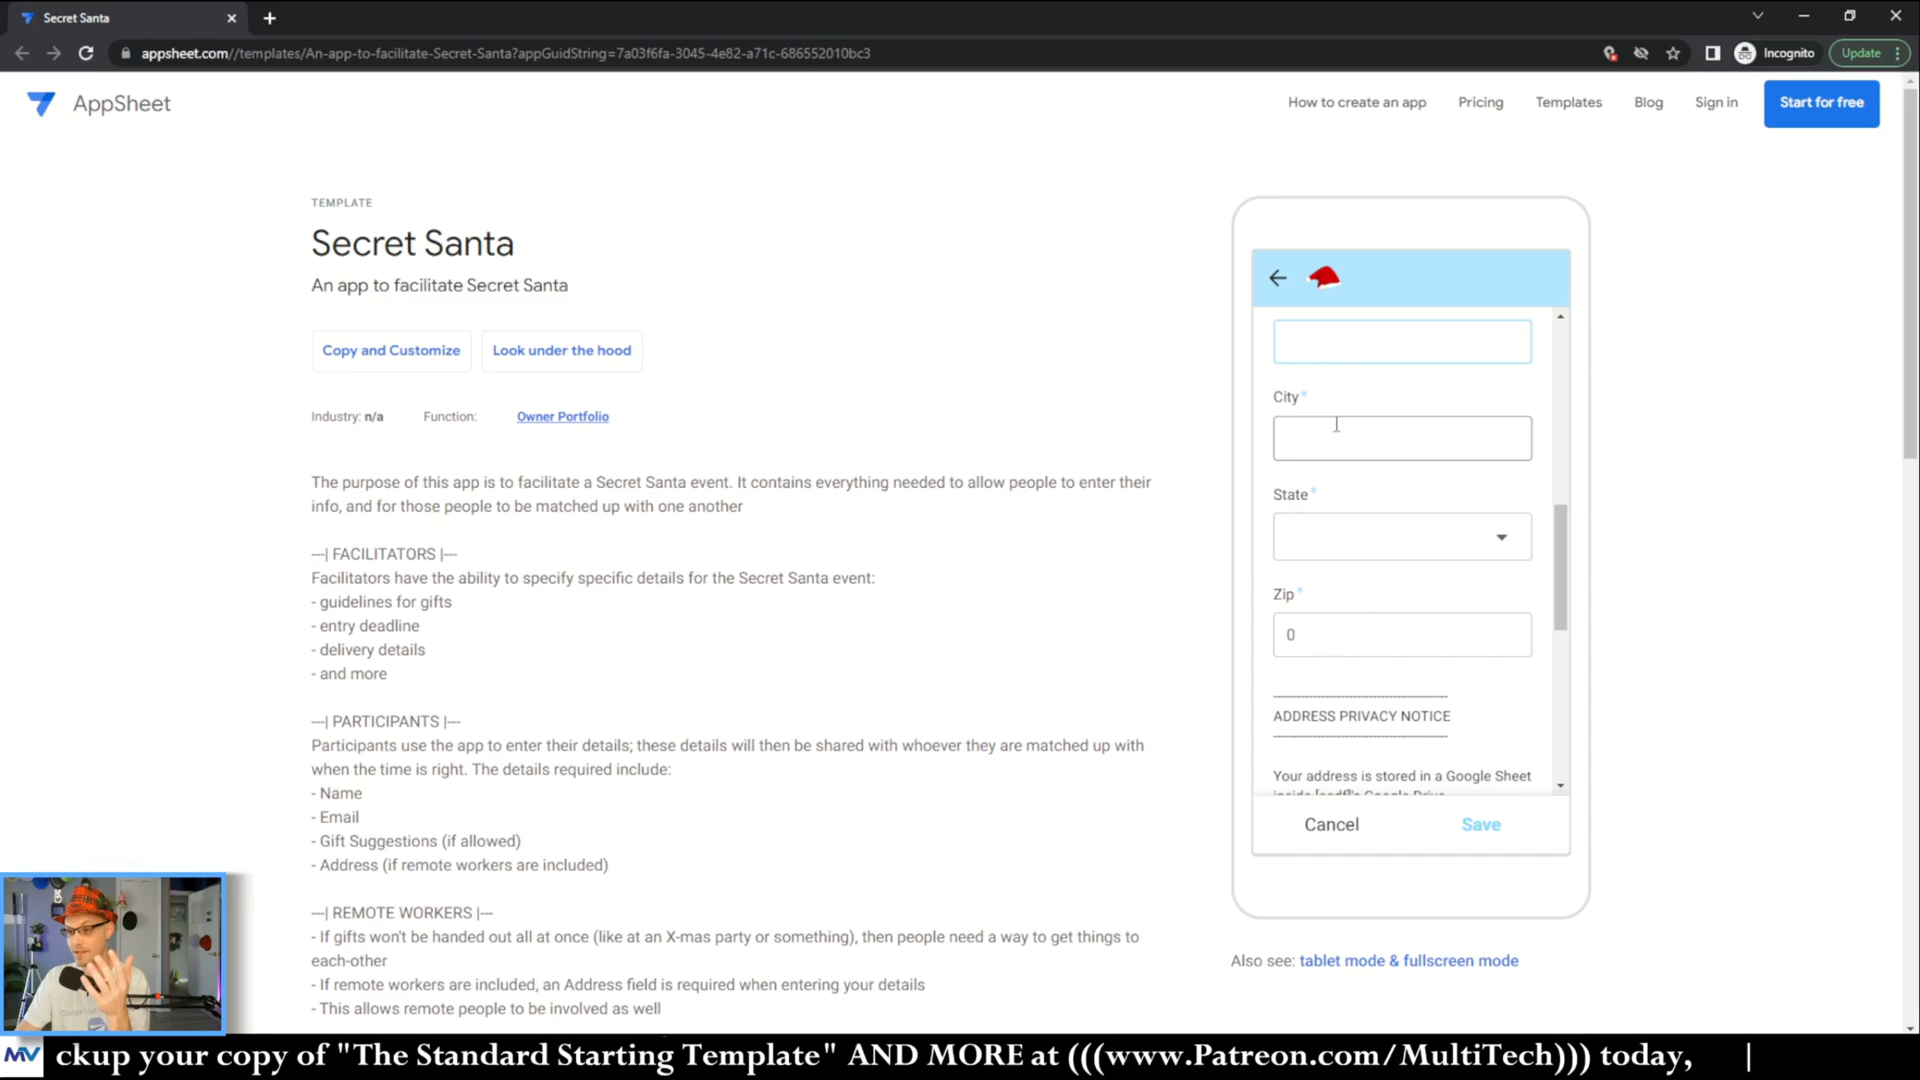 Secret Santa
appsheet.com//templates/An-app-to-facilitate-Secret-Santa?appGuidString=7a03f6fa-3045-4e82-a71c-686552010bc3
Incognito
Update
AppSheet
How to create an app
Pricing
Templates
Blog
Sign in
Start for free
TEMPLATE
Secret Santa
An app to facilitate Secret Santa
Copy and Customize
Look under the hood
Industry: n/a
Function:
Owner Portfolio
The purpose of this app is to facilitate a Secret Santa event. It contains everything needed to allow people to enter their
info, and for those people to be matched up with one another
---| FACILITATORS |---
Facilitators have the ability to specify specific details for the Secret Santa event:
- guidelines for gifts
- entry deadline
- delivery details
- and more
---| PARTICIPANTS |---
Participants use the app to enter their details; these details will then be shared with whoever they are matched up with
when the time is right. The details required include:
- Name
- Email
- Gift Suggestions (if allowed)
- Address (if remote workers are included)
---| REMOTE WORKERS |---
- If gifts won't be handed out all at once (like at an X-mas party or something), then people need a way to get things to
each-other
- If remote workers are included, an Address field is required when entering your details
- This allows remote people to be involved as well
City*
State*
Zip*
0
ADDRESS PRIVACY NOTICE
Your address is stored in a Google Sheet
Cancel
Save
Also see: tablet mode & fullscreen mode
MV
ckup your copy of "The Standard Starting Template" AND MORE at (((www.Patreon.com/MultiTech))) today,